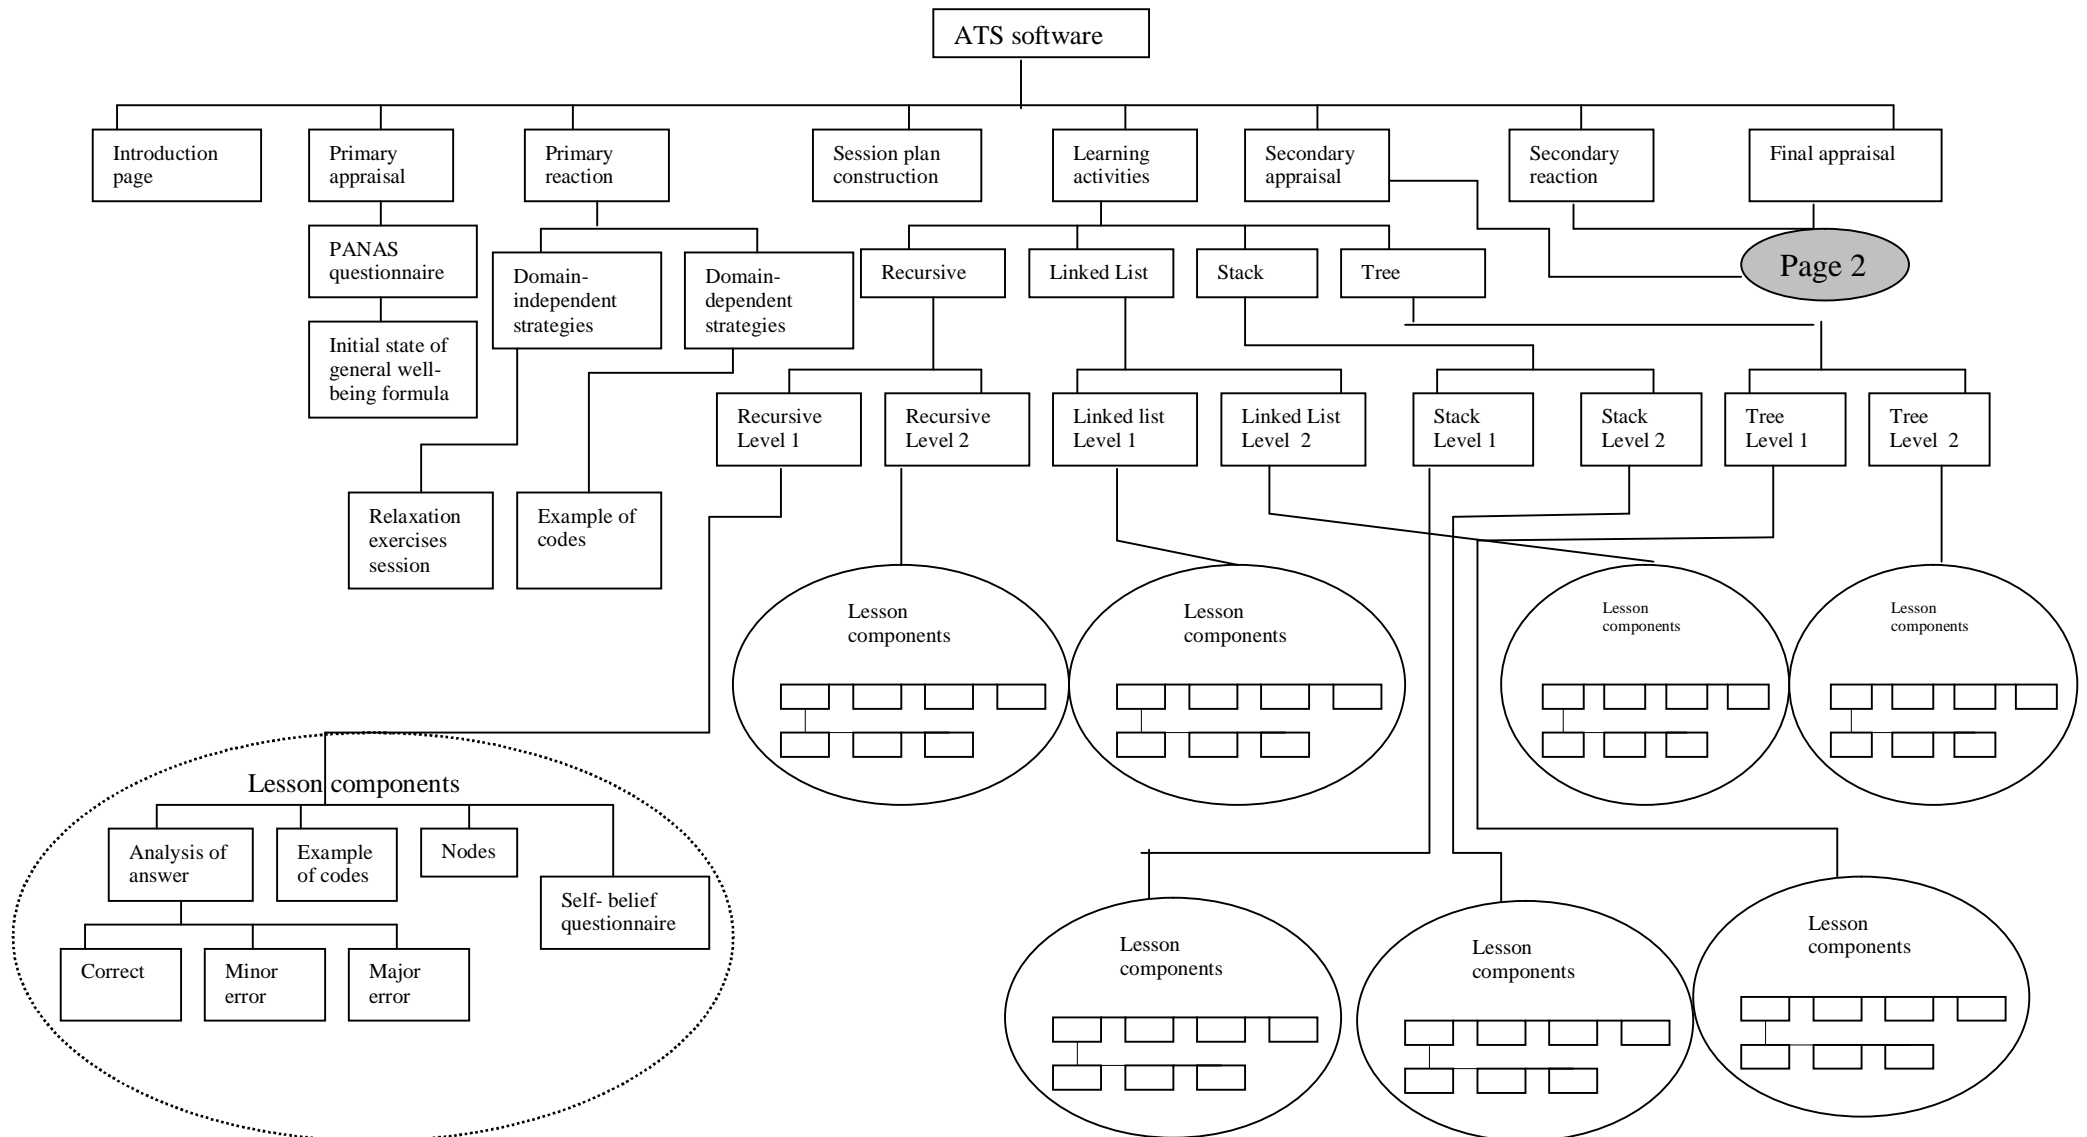 ATS software
Introduction
page
Primary
appraisal
Primary
reaction
Session plan
construction
Learning
activities
Secondary
appraisal
Secondary
reaction
Final appraisal
PANAS
questionnaire
Domain-
independent
strategies
Domain-
dependent
strategies
Recursive
Linked List
Stack
Tree
Page 2
Initial state of
general well-
being formula
Recursive
Level 1
Recursive
Level 2
Linked list
Level 1
Linked List
Level  2
Stack
Level 1
Stack
Level 2
Tree
Level 1
Tree
Level  2
Relaxation
exercises
session
Example of
codes
Lesson
components
Lesson
components
Lesson
components
Lesson
components
Lesson components
Analysis of
answer
Example
of codes
Nodes
Self- belief
questionnaire
Correct
Minor
error
Major
error
Lesson
components
Lesson
components
Lesson
components